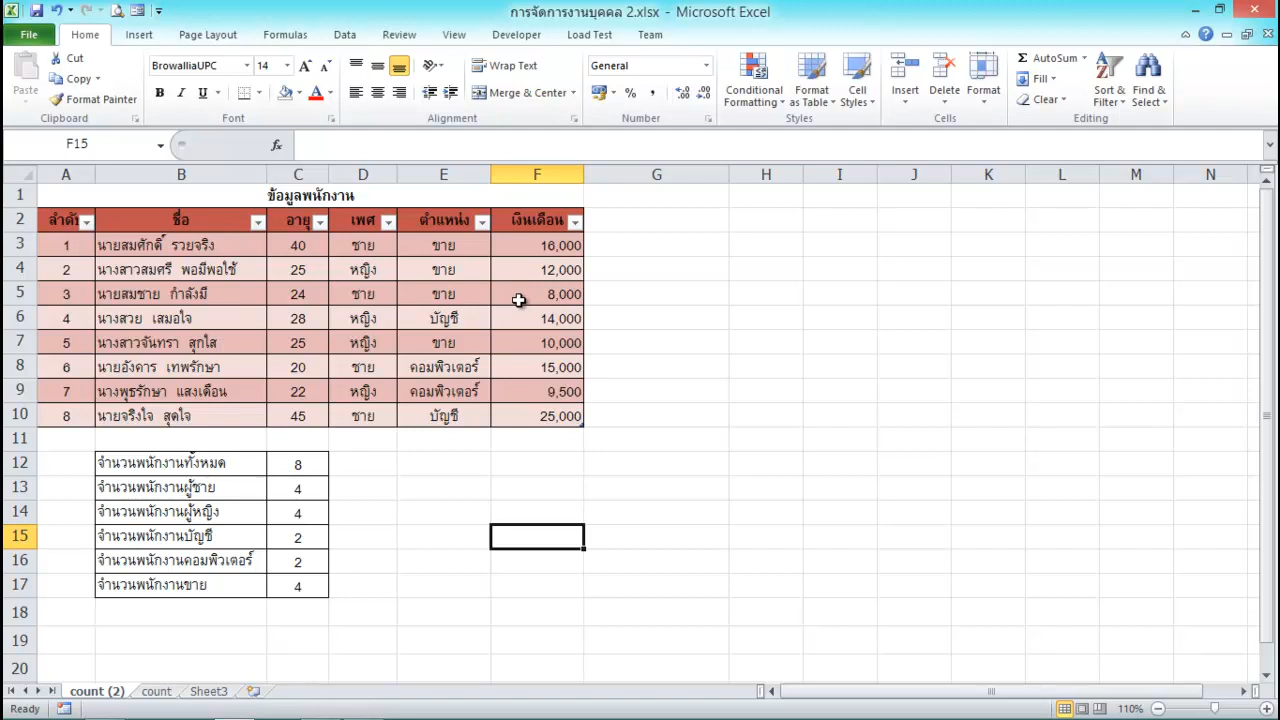 การจัดการงานบุคคล 2.xlsx - Microsoft Excel
File Home Insert Page Layout Formulas Data Review View Developer Load Test Team
Paste Cut Copy Format Painter Clipboard
BrowalliaUPC 14 B I U A Font
Wrap Text Merge & Center Alignment
General % , Number
Conditional Formatting Format as Table Cell Styles Styles
Insert Delete Format Cells
AutoSum Fill Clear Sort & Filter Find & Select Editing
F15 fx
A B C D E F G H I J K L M N
1 ข้อมูลพนักงาน
2 ลำดับ ชื่อ อายุ เพศ ตำแหน่ง เงินเดือน
3 1 นายสมศักดิ์ รวยจริง 40 ชาย ขาย 16,000
4 2 นางสาวสมศรี พอมีพอใช้ 25 หญิง ขาย 12,000
5 3 นายสมชาย กำลังมี 24 ชาย ขาย 8,000
6 4 นางสวย เสมอใจ 28 หญิง บัญชี 14,000
7 5 นางสาวจันทรา สุกใส 25 หญิง ขาย 10,000
8 6 นายอังคาร เทพรักษา 20 ชาย คอมพิวเตอร์ 15,000
9 7 นางพุธรักษา แสงเดือน 22 หญิง คอมพิวเตอร์ 9,500
10 8 นายจริงใจ สุดใจ 45 ชาย บัญชี 25,000
11
12 จำนวนพนักงานทั้งหมด 8
13 จำนวนพนักงานผู้ชาย 4
14 จำนวนพนักงานผู้หญิง 4
15 จำนวนพนักงานบัญชี 2
16 จำนวนพนักงานคอมพิวเตอร์ 2
17 จำนวนพนักงานขาย 4
18
19
20
count (2) count Sheet3
Ready 110%